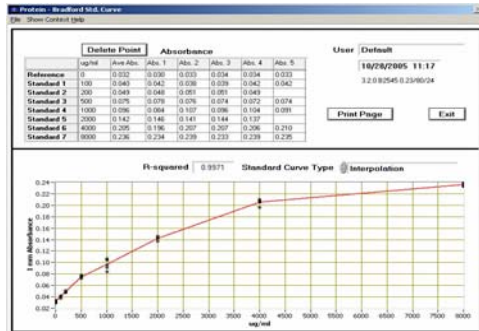 Protein - Bradford Std. Curve
File Show Context Help
Delete Point Absorbance User Default
ug/ml Ave Abs. Abs. 1 Abs. 2 Abs. 3 Abs. 4 Abs. 5
Reference 0 0.032 0.030 0.033 0.034 0.034 0.033
Standard 1 100 0.040 0.042 0.038 0.039 0.042 0.042
Standard 2 200 0.049 0.048 0.051 0.051 0.049
Standard 3 500 0.075 0.078 0.076 0.074 0.072 0.074
Standard 4 1000 0.096 0.084 0.107 0.096 0.104 0.091
Standard 5 2000 0.142 0.146 0.141 0.144 0.137
Standard 6 4000 0.205 0.196 0.207 0.207 0.206 0.210
Standard 7 8000 0.236 0.234 0.239 0.233 0.239 0.235
10/28/2005 11:17
Print Page Exit
R-squared 0.9971 Standard Curve Type Interpolation
1 mm Absorbance
0.24
0.22
0.20
0.18
0.16
0.14
0.12
0.10
0.08
0.06
0.04
0.02
0 500 1000 1500 2000 2500 3000 3500 4000 4500 5000 5500 6000 6500 7000 7500 8000
ug/ml